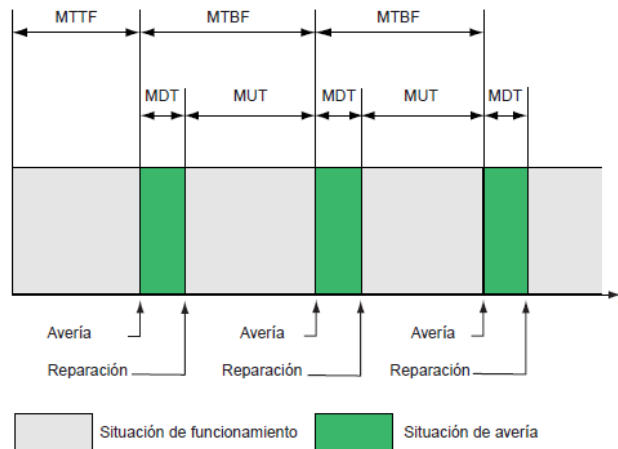 MTTF MTBF MTBF
MDT MUT MDT MUT MDT
Avería Avería Avería
Reparación Reparación Reparación
Situación de funcionamiento Situación de avería